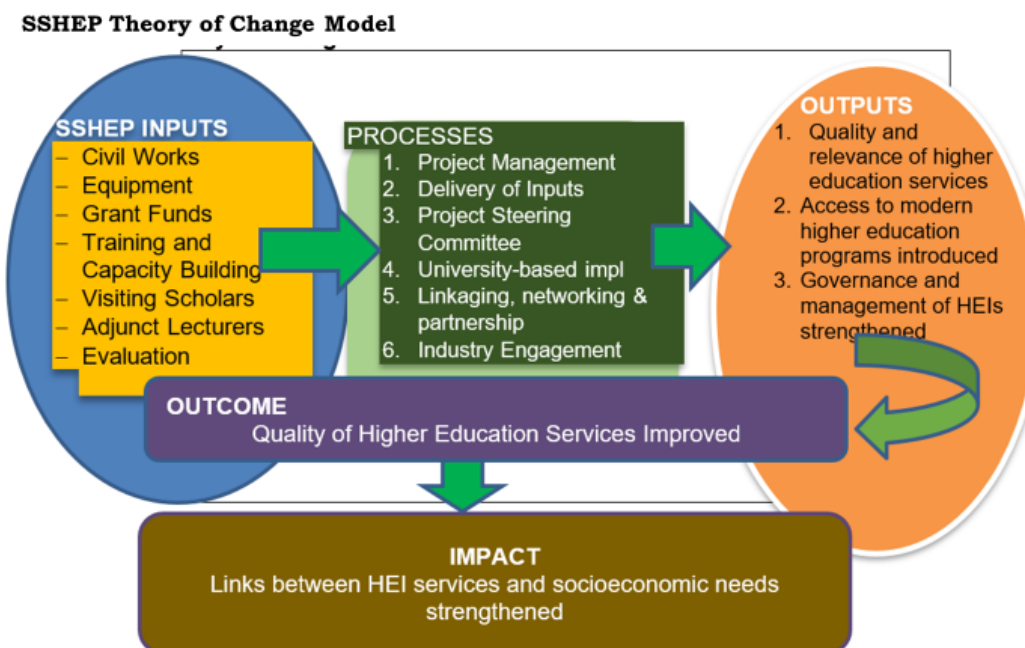 SSHEP Theory of Change Model
SSHEP INPUTS
– Civil Works
– Equipment
– Grant Funds
– Training and
Capacity Building
– Visiting Scholars
– Adjunct Lecturers
– Evaluation
PROCESSES
1. Project Management
2. Delivery of Inputs
3. Project Steering
Committee
4. University-based impl
5. Linkaging, networking &
partnership
6. Industry Engagement
OUTPUTS
1. Quality and
relevance of higher
education services
2. Access to modern
higher education
programs introduced
3. Governance and
management of HEIs
strengthened
OUTCOME
Quality of Higher Education Services Improved
IMPACT
Links between HEI services and socioeconomic needs
strengthened